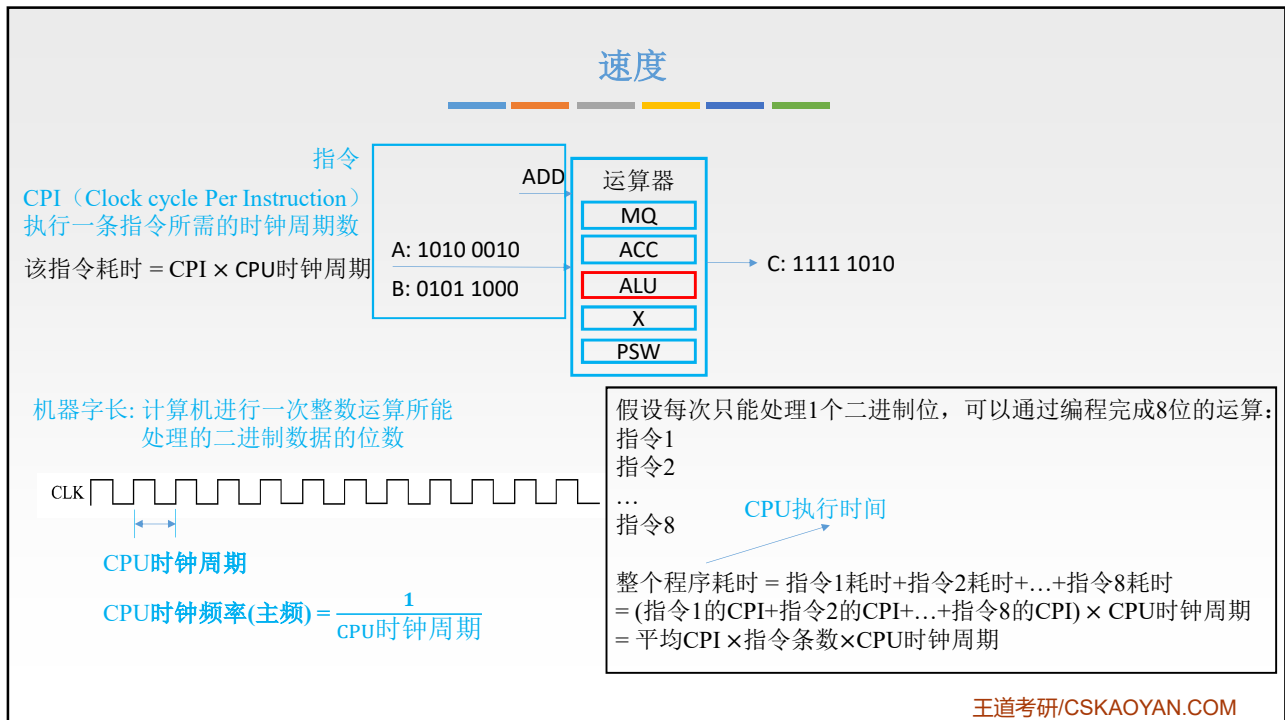 速度
指令
CPI（Clock cycle Per Instruction）
执行一条指令所需的时钟周期数
该指令耗时 = CPI × CPU时钟周期
ADD
A: 1010 0010
B: 0101 1000
运算器
MQ
ACC
ALU
X
PSW
C: 1111 1010
机器字长: 计算机进行一次整数运算所能
处理的二进制数据的位数
CLK
CPU时钟周期
CPU时钟频率(主频) = 1 / CPU时钟周期
假设每次只能处理1个二进制位，可以通过编程完成8位的运算：
指令1
指令2
…
指令8
CPU执行时间
整个程序耗时 = 指令1耗时+指令2耗时+…+指令8耗时
= (指令1的CPI+指令2的CPI+…+指令8的CPI) × CPU时钟周期
= 平均CPI ×指令条数×CPU时钟周期
王道考研/CSKAOYAN.COM